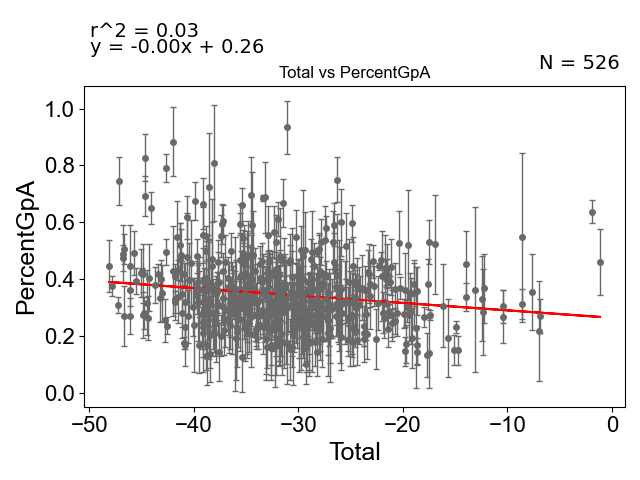 r^2 = 0.03
y = -0.00x + 0.26
N = 526
Total vs PercentGpA
1.0
0.8
0.6
0.4
0.2
0.0
PercentGpA
−50
−40
−30
−20
−10
0
Total